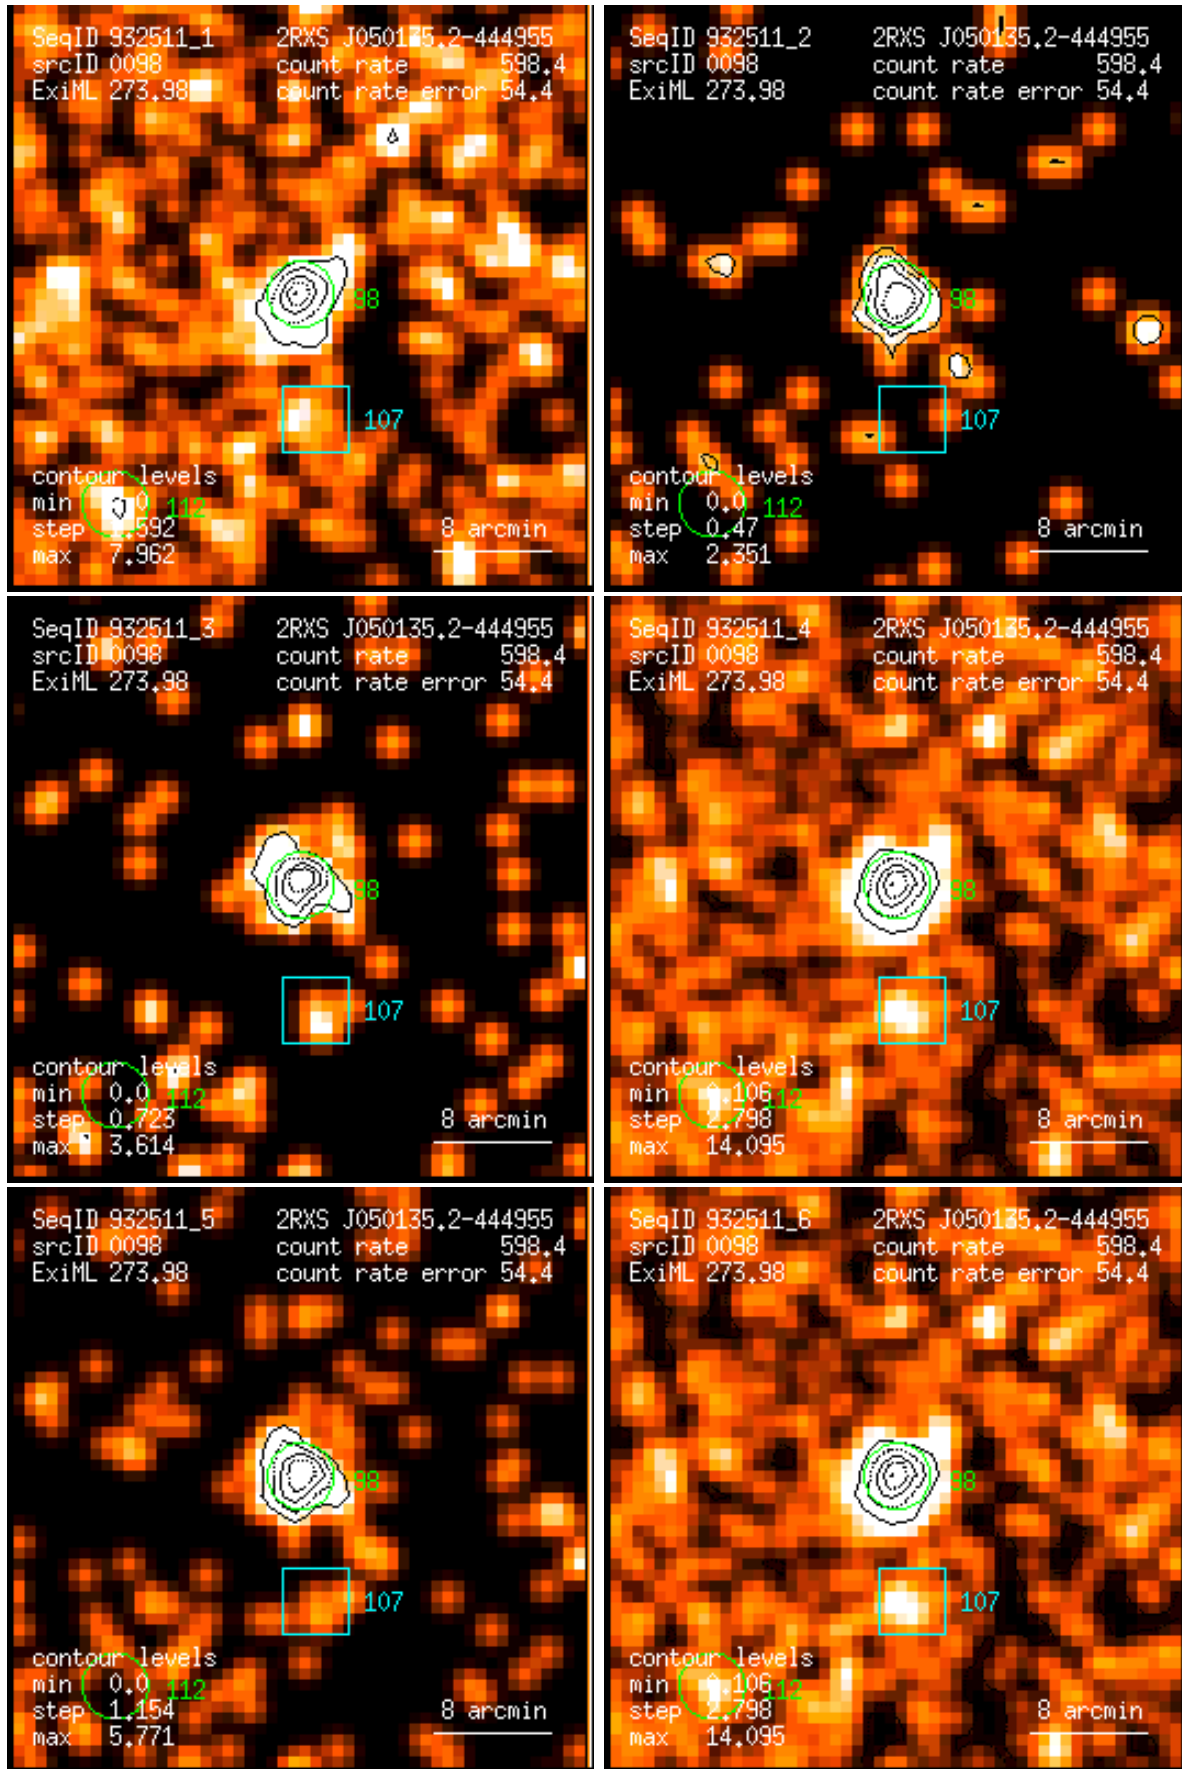 SeqID 932511_1 2RXS J050135.2-444955
srcID 0098 count rate 598.4
ExiML 273.98 count rate error 54.4
98
107
contour levels
min 0
112
step .592
8 arcmin
max 7.962
SeqID 932511_2 2RXS J050135.2-444955
srcID 0098 count rate 598.4
ExiML 273.98 count rate error 54.4
98
107
contour levels
min 0.0
112
step 0.47
8 arcmin
max 2.351
SeqID 932511_3 2RXS J050135.2-444955
srcID 0098 count rate 598.4
ExiML 273.98 count rate error 54.4
98
107
contour levels
min 0.0
112
step 0.723
8 arcmin
max 3.614
SeqID 932511_4 2RXS J050135.2-444955
srcID 0098 count rate 598.4
ExiML 273.98 count rate error 54.4
98
107
contour levels
min 0.106
112
step 2.798
8 arcmin
max 14.095
SeqID 932511_5 2RXS J050135.2-444955
srcID 0098 count rate 598.4
ExiML 273.98 count rate error 54.4
98
107
contour levels
min 0.0
112
step 1.154
8 arcmin
max 5.771
SeqID 932511_6 2RXS J050135.2-444955
srcID 0098 count rate 598.4
ExiML 273.98 count rate error 54.4
98
107
contour levels
min 0.106
112
step 2.798
8 arcmin
max 14.095